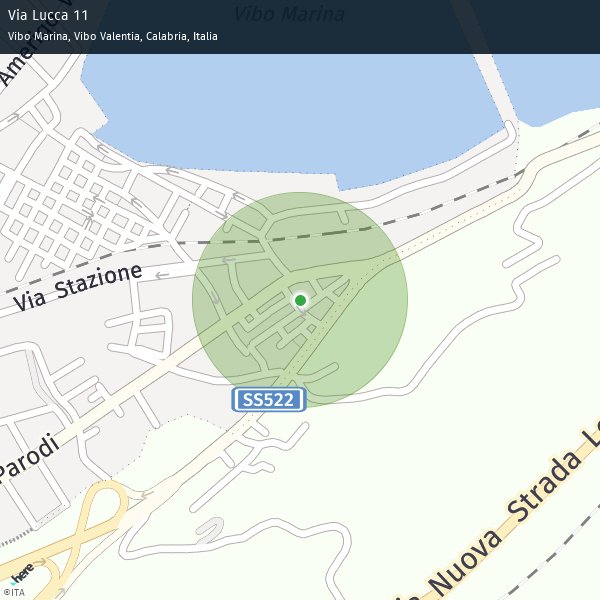 Via Lucca 11
Vibo Marina, Vibo Valentia, Calabria, Italia
Vibo Marina
Via Stazione
SS522
Parodi
Nuova Strada
here
©ITA